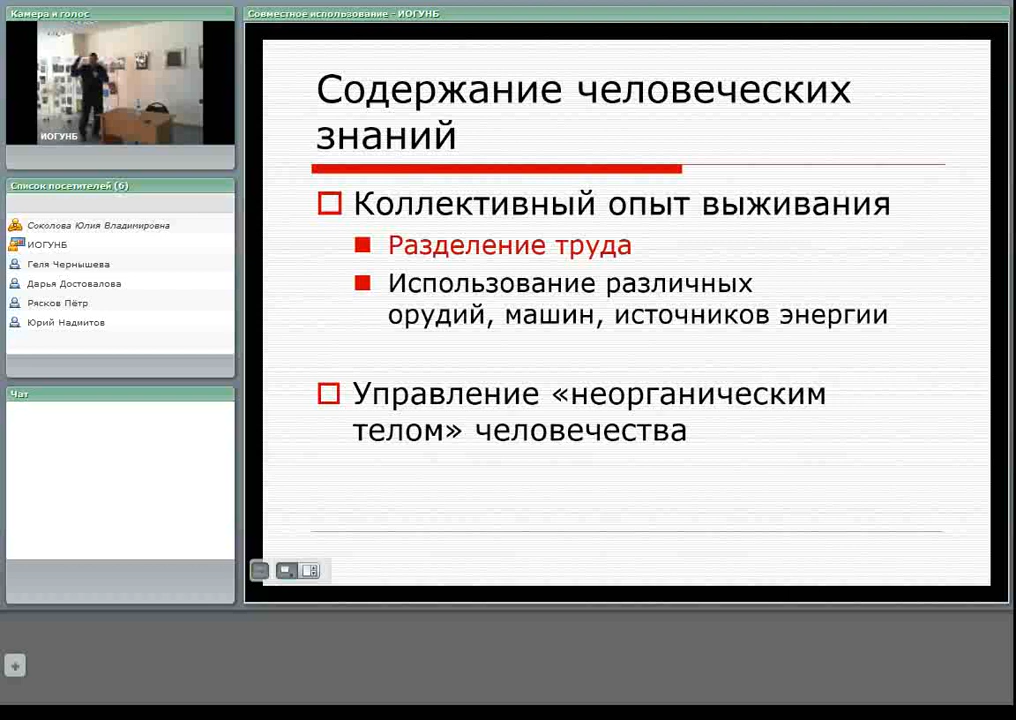 Камера и голос
ИОГУНБ
Список посетителей (6)
Соколова Юлия Владимировна
ИОГУНБ
Геля Чернышева
Дарья Достовалова
Рясков Пётр
Юрий Надмитов
Чат
Совместное использование - ИОГУНБ
Содержание человеческих
знаний
Коллективный опыт выживания
Разделение труда
Использование различных
орудий, машин, источников энергии
Управление «неорганическим
телом» человечества